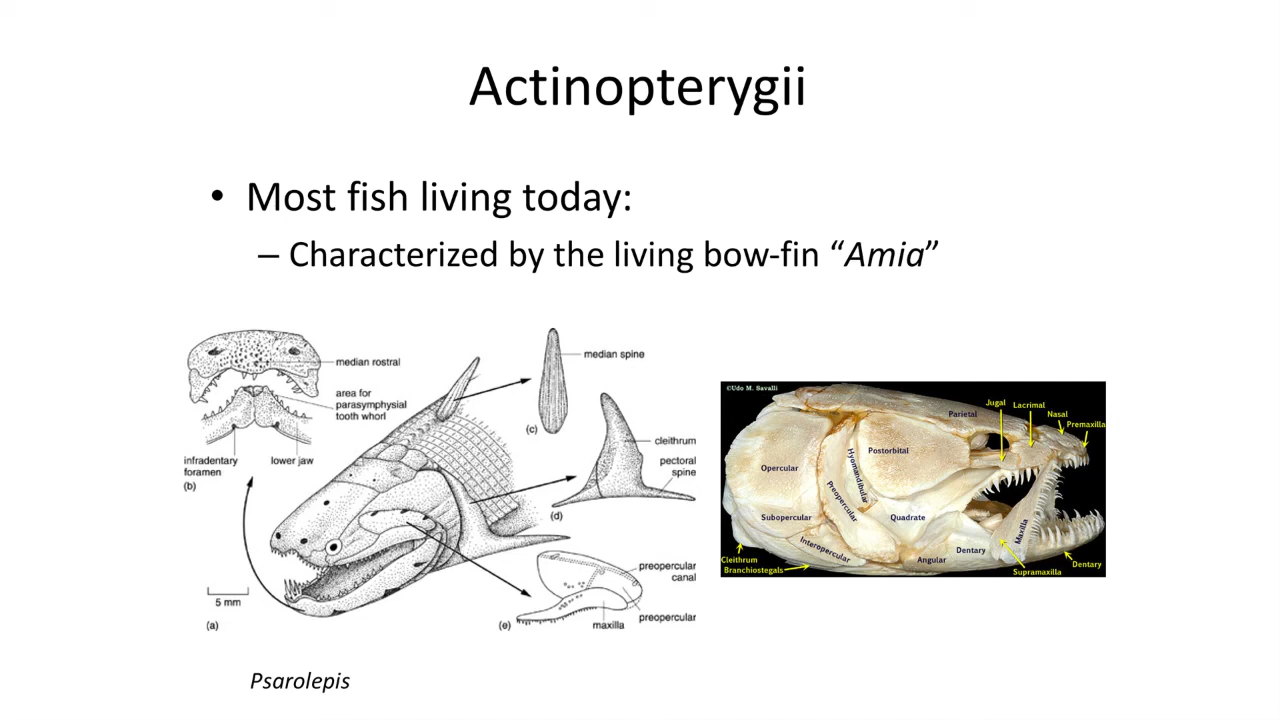 Actinopterygii
• Most fish living today:
– Characterized by the living bow-fin “Amia”
median rostral
area for
parasymphysial
tooth whorl
infradentary
foramen
lower jaw
(b)
median spine
(c)
cleithrum
pectoral
spine
(d)
preopercular
canal
preopercular
maxilla
(e)
5 mm
(a)
Psarolepis
©Udo M. Savalli
Jugal
Lacrimal
Nasal
Premaxilla
Parietal
Postorbital
Opercular
Hyomandibular
Preopercular
Subopercular
Quadrate
Interopercular
Angular
Dentary
Maxilla
Cleithrum
Branchiostegals
Supramaxilla
Dentary